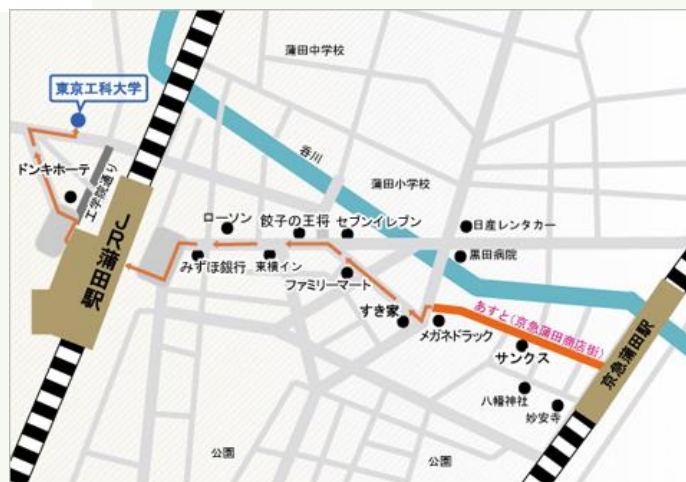 蒲田中学校
東京工科大学
呑川
ドンキホーテ
工学院通り
蒲田小学校
JR蒲田駅
ローソン
餃子の王将
セブンイレブン
日産レンタカー
みずほ銀行
東横イン
黒田病院
ファミリーマート
すき家
メガネドラック
あすと(京急蒲田商店街)
サンクス
京急蒲田駅
八幡神社
妙安寺
公園
公園